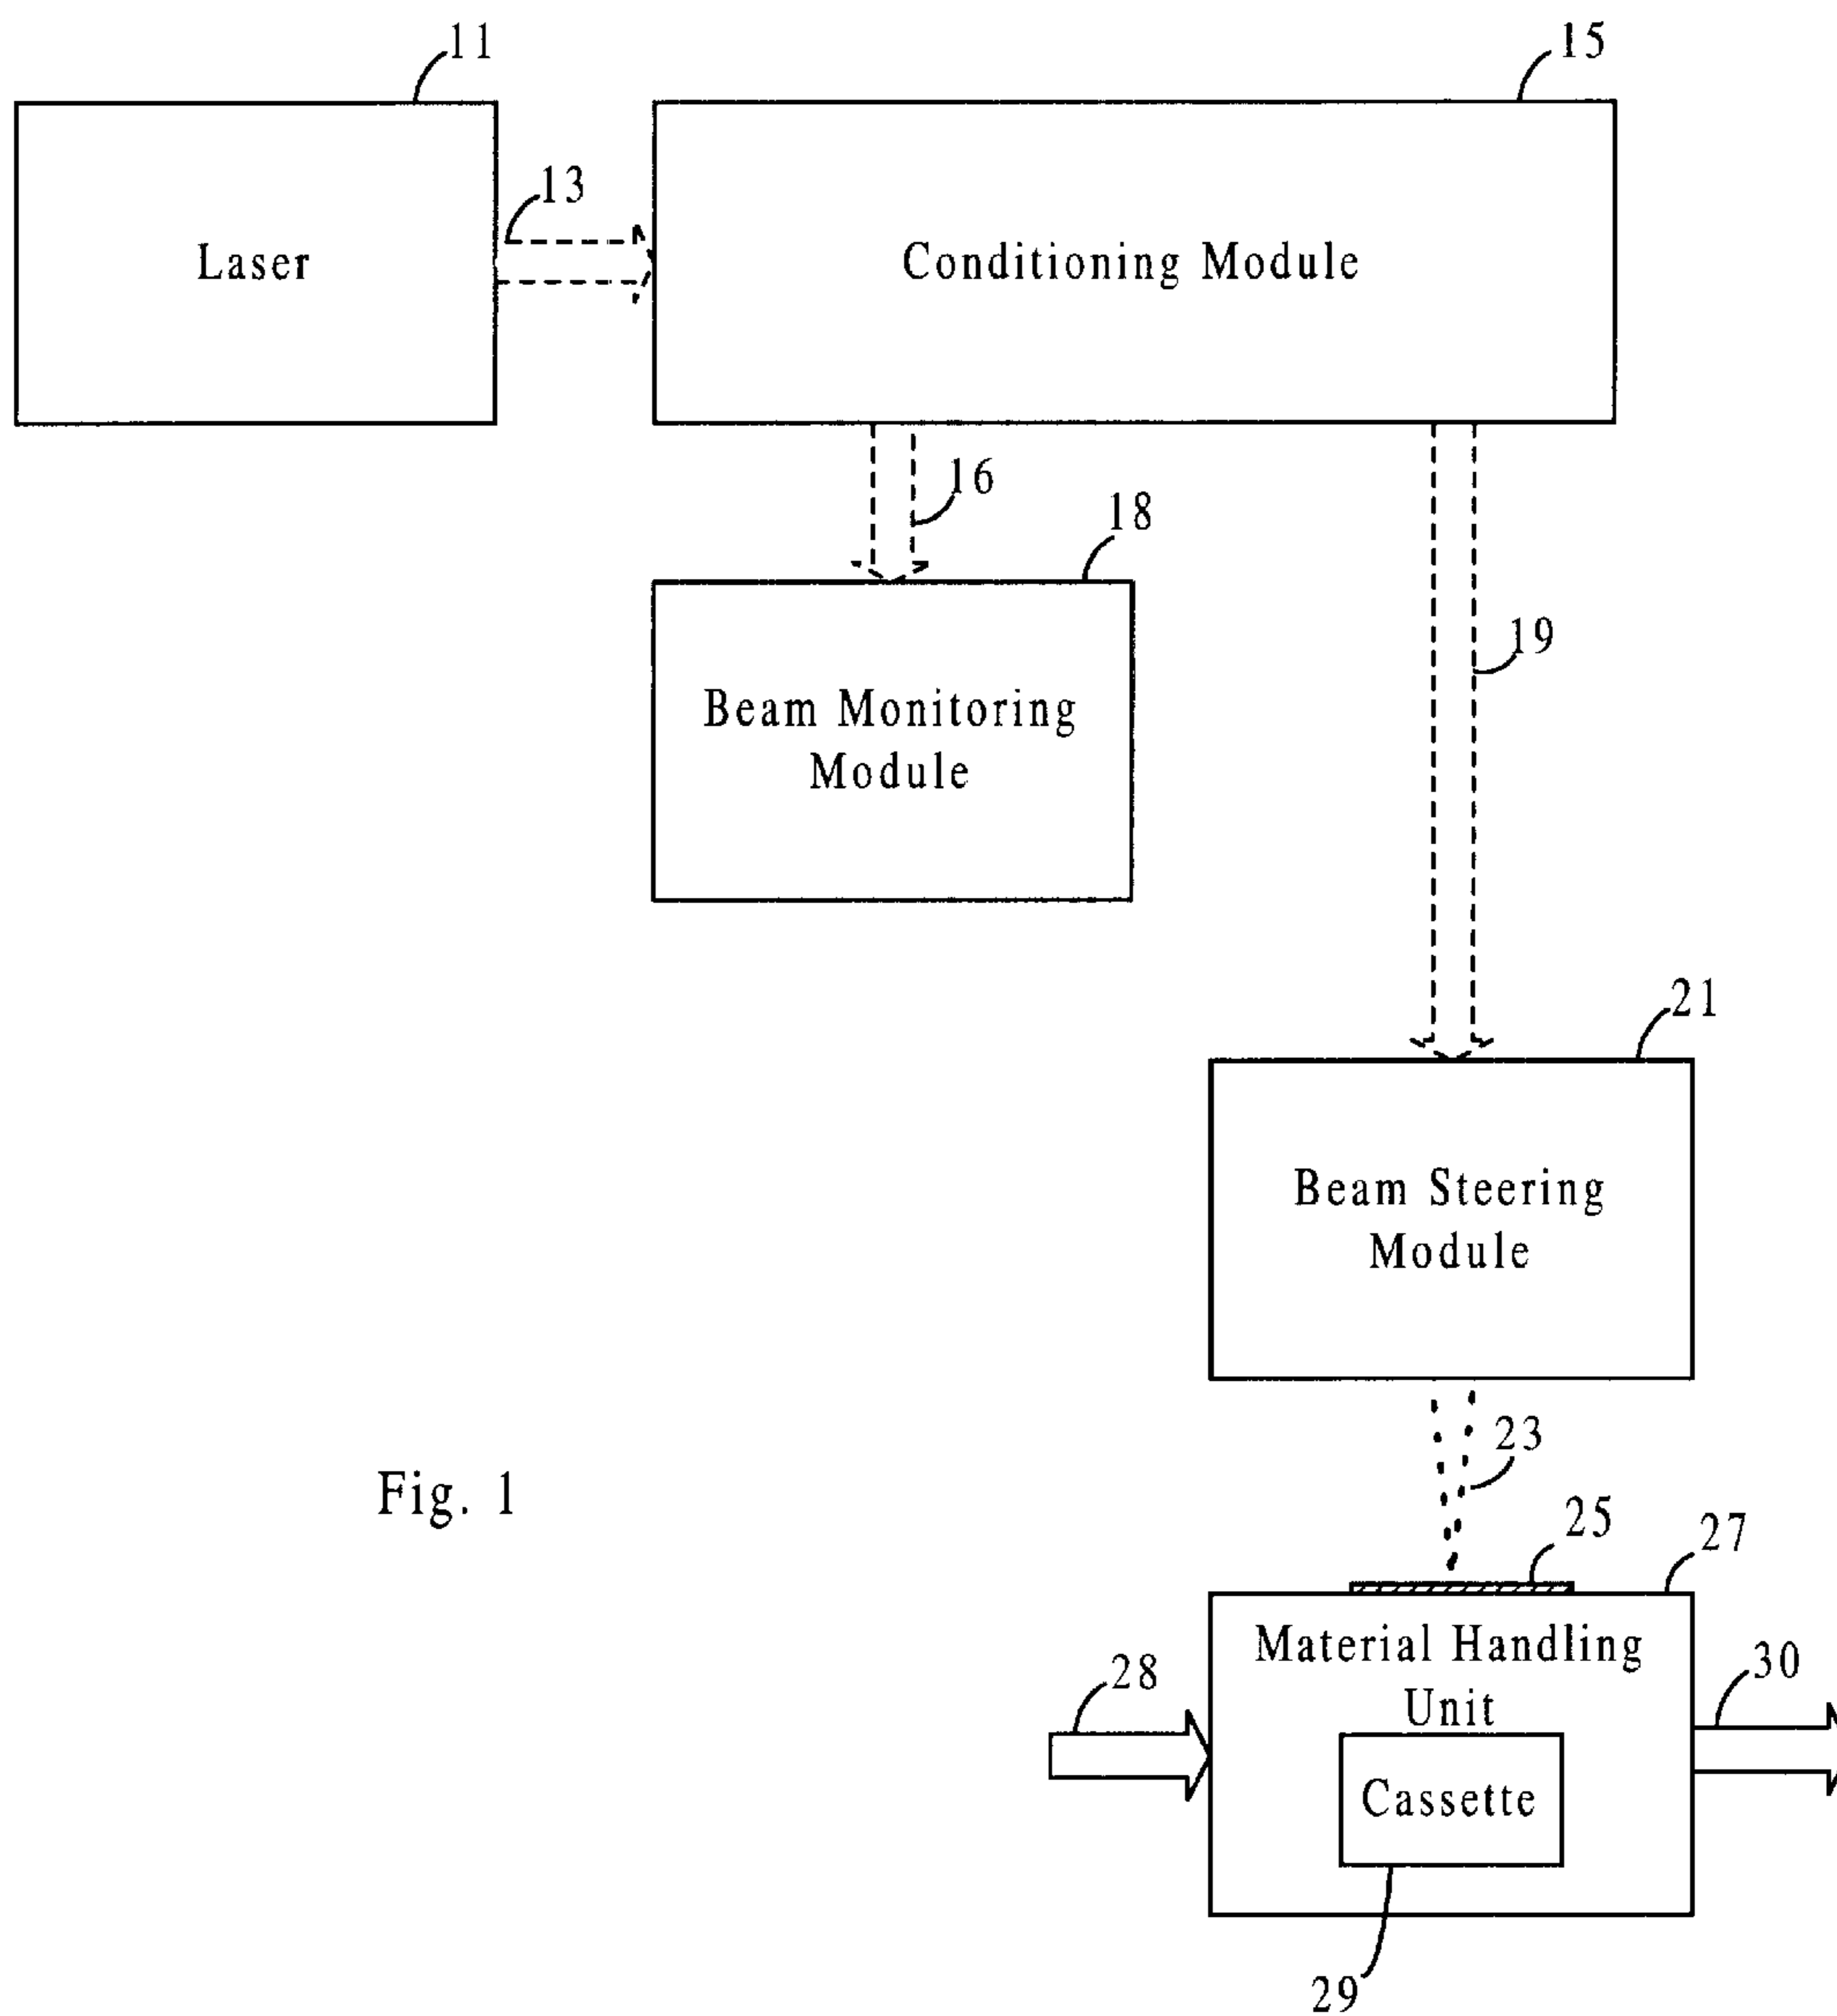 11
15
13
Laser
Conditioning Module
16
18
19
Beam Monitoring
Module
21
Beam Steering
Module
23
Fig. 1
25
27
Material Handling
Unit
28
30
Cassette
29